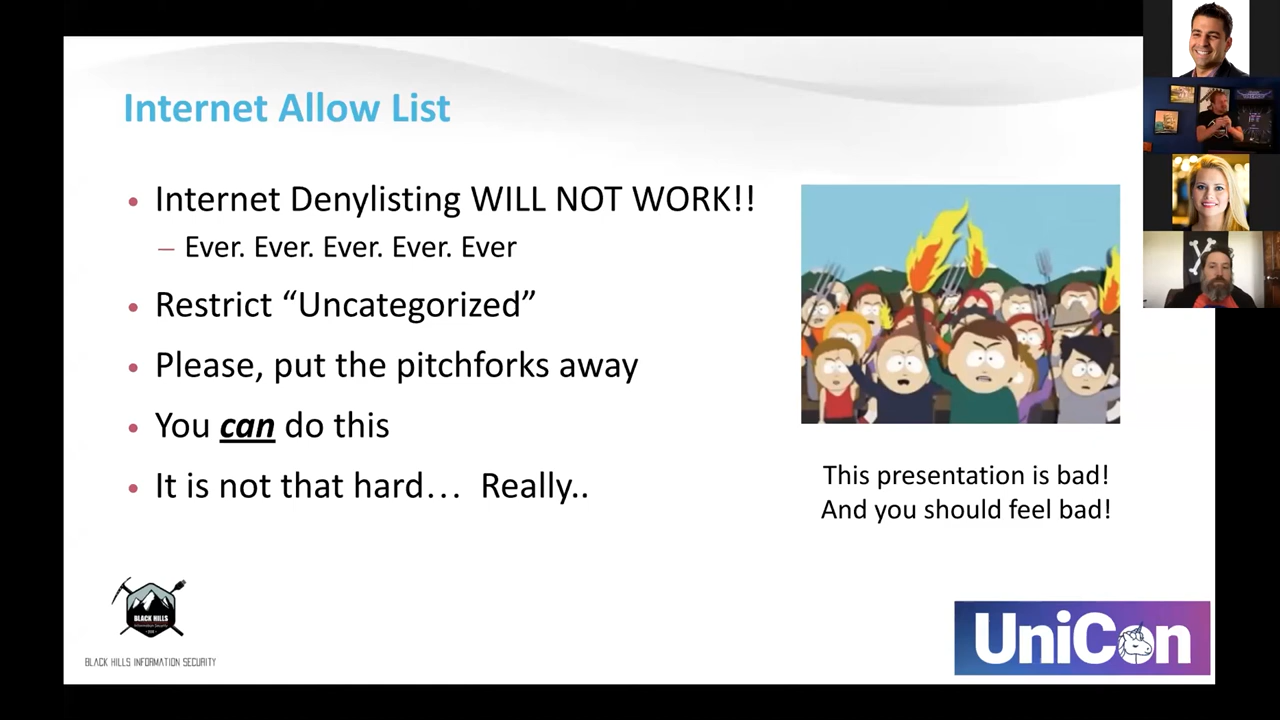 Internet Allow List
• Internet Denylisting WILL NOT WORK!!
– Ever. Ever. Ever. Ever. Ever
• Restrict “Uncategorized”
• Please, put the pitchforks away
• You can do this
• It is not that hard… Really..
This presentation is bad!
And you should feel bad!
BLACK HILLS
Information Security
BLACK HILLS INFORMATION SECURITY
UniCon